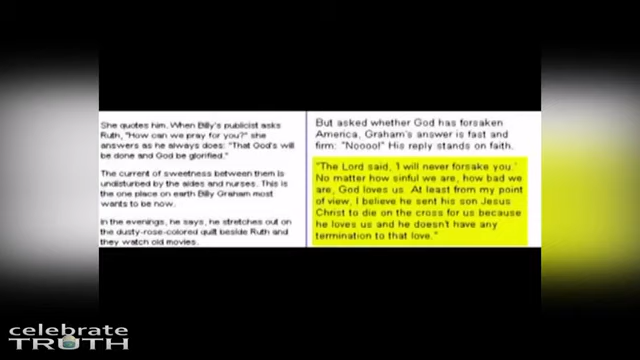 She quotes him. When Billy's publicist asks
Ruth, "How can we pray for you?" she
answers as he always does: "That God's will
be done and God be glorified."
The current of sweetness between them is
undisturbed by the aides and nurses. This is
the one place on earth Billy Graham most
wants to be now.
In the evenings, he says, he stretches out on
the dusty-rose-colored quilt beside Ruth and
they watch old movies.
But asked whether God has forsaken
America, Graham's answer is fast and
firm: "Noooo!" His reply stands on faith.
"The Lord said, 'I will never forsake you.'
No matter how sinful we are, how bad we
are, God loves us. At least from my point
of view, I believe he sent his son Jesus
Christ to die on the cross for us because
he loves us and he doesn't have any
termination to that love."
celebrate
TRUTH